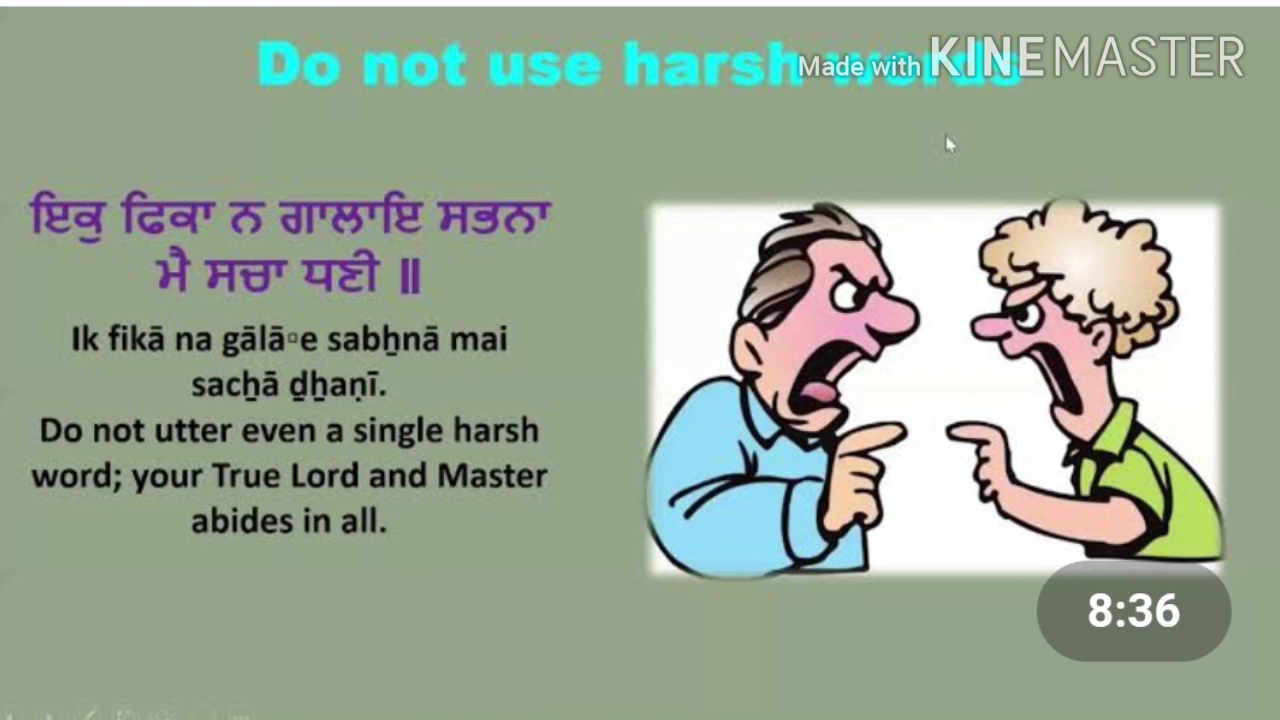 Do not use harsh words
Made with KINEMASTER
ਇਕੁ ਫਿਕਾ ਨ ਗਾਲਾਇ ਸਭਨਾ
ਮੈ ਸਚਾ ਧਣੀ ॥
Ik fikā na gālā▫e sabẖnā mai
sacẖā ḏẖaṇī.
Do not utter even a single harsh
word; your True Lord and Master
abides in all.
8:36